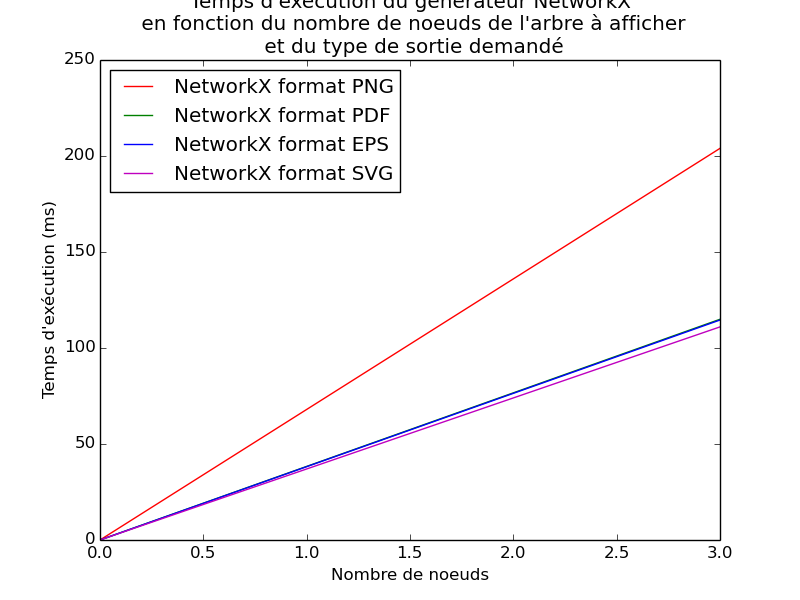 Temps d'exécution du générateur NetworkX
en fonction du nombre de noeuds de l'arbre à afficher
et du type de sortie demandé
250
200
150
100
50
0
NetworkX format PNG
NetworkX format PDF
NetworkX format EPS
NetworkX format SVG
Temps d'exécution (ms)
0.0 0.5 1.0 1.5 2.0 2.5 3.0
Nombre de noeuds